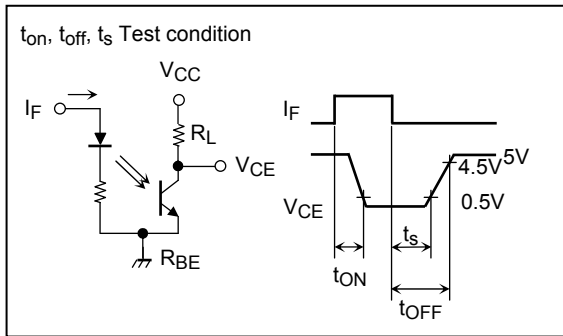 ton, toff, ts Test condition
VCC
IF
RL
VCE
RBE
IF
5V
4.5V
0.5V
VCE
ts
tON
tOFF